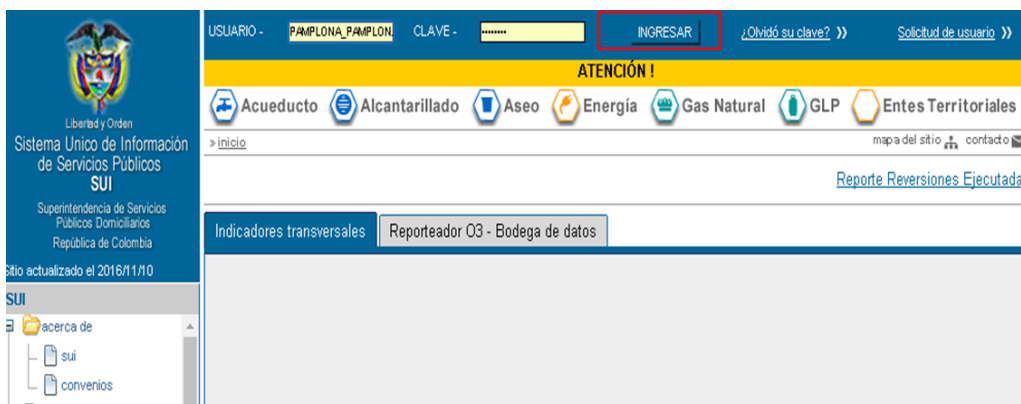 USUARIO - PAMPLONA_PAMPLON CLAVE - •••••••• INGRESAR ¿Olvidó su clave? » Solicitud de usuario »
ATENCIÓN !
Acueducto Alcantarillado Aseo Energía Gas Natural GLP Entes Territoriales
» inicio mapa del sitio contacto
Reporte Reversiones Ejecutada
Indicadores transversales Reporteador O3 - Bodega de datos
Libertad y Orden
Sistema Unico de Información
de Servicios Públicos
SUI
Superintendencia de Servicios
Públicos Domiciliarios
República de Colombia
Sitio actualizado el 2016/11/10
SUI
acerca de
sui
convenios